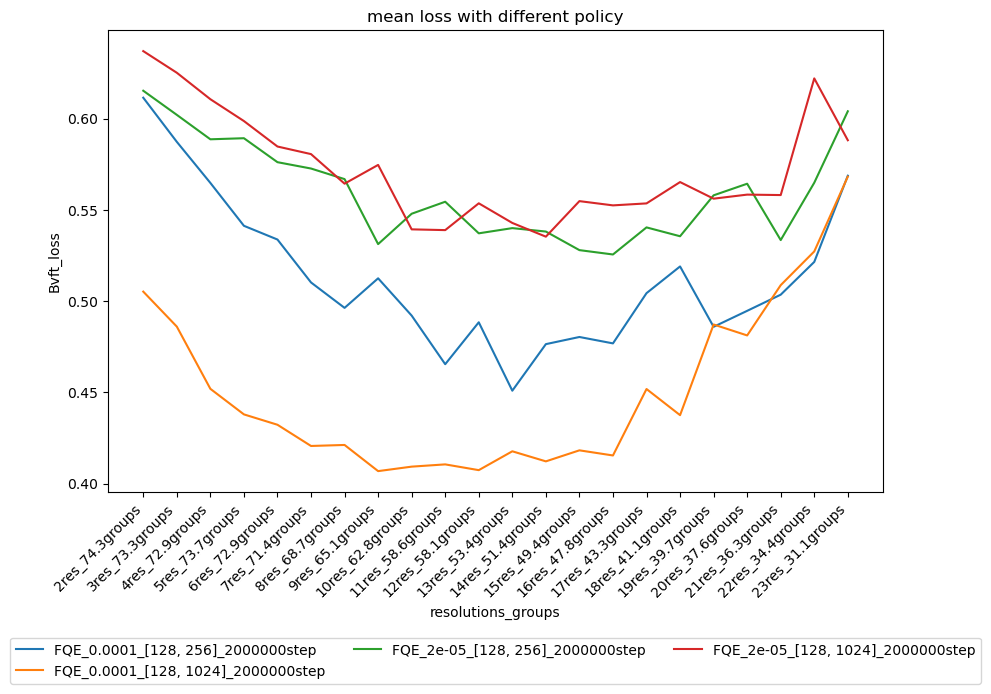 mean loss with different policy
Bvft_loss
0.60
0.55
0.50
0.45
0.40
2res_74.3groups
3res_73.3groups
4res_72.9groups
5res_73.7groups
6res_72.9groups
7res_71.4groups
8res_68.7groups
9res_65.1groups
10res_62.8groups
11res_58.6groups
12res_58.1groups
13res_53.4groups
14res_51.4groups
15res_49.4groups
16res_47.8groups
17res_43.3groups
18res_41.1groups
19res_39.7groups
20res_37.6groups
21res_36.3groups
22res_34.4groups
23res_31.1groups
resolutions_groups
FQE_0.0001_[128, 256]_2000000step
FQE_0.0001_[128, 1024]_2000000step
FQE_2e-05_[128, 256]_2000000step
FQE_2e-05_[128, 1024]_2000000step